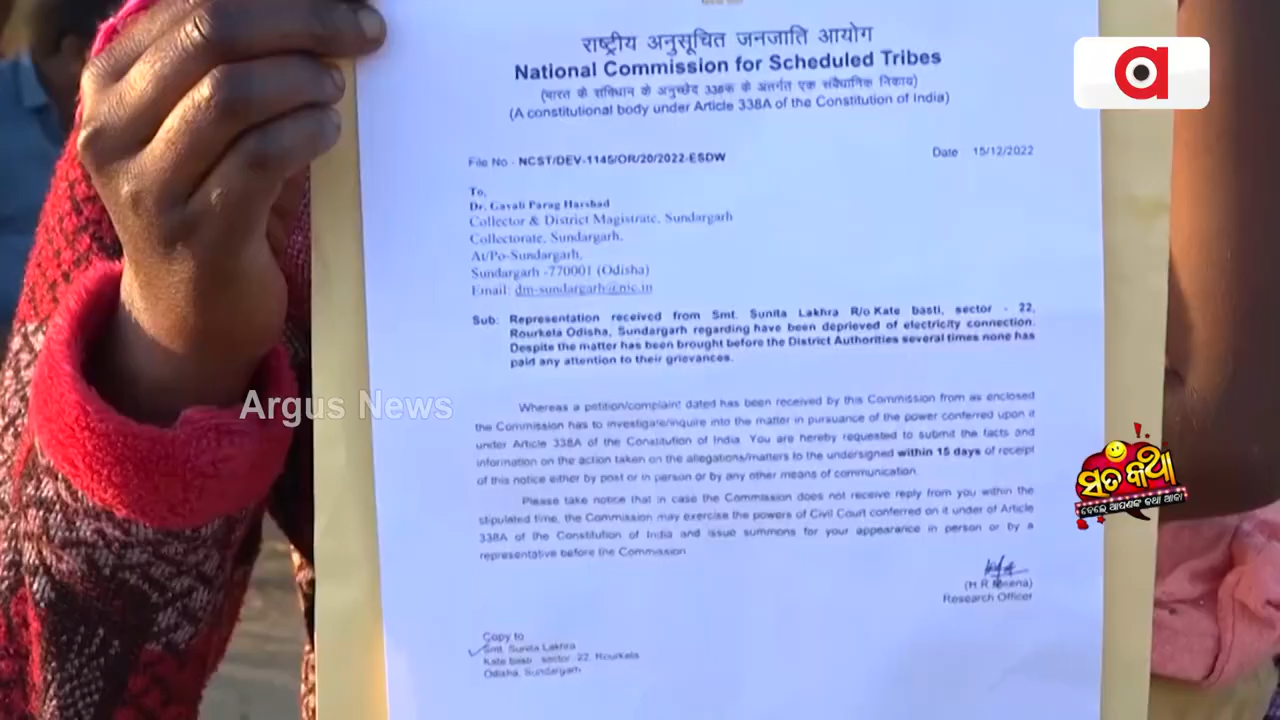 राष्ट्रीय अनुसूचित जनजाति आयोग
National Commission for Scheduled Tribes
(भारत के संविधान के अनुच्छेद 338क के अंतर्गत एक संवैधानिक निकाय)
(A constitutional body under Article 338A of the Constitution of India)
File No - NCST/DEV-1145/OR/20/2022-ESDW
Date 15/12/2022
To,
Dr. Gavali Parag Harshad
Collector & District Magistrate, Sundargarh
Collectorate, Sundargarh,
At/Po-Sundargarh,
Sundargarh -770001 (Odisha)
Email: dm-sundargarh@nic.in
Sub: Representation received from Smt. Sunita Lakhra R/o Kate basti, sector - 22,
Rourkela Odisha, Sundargarh regarding have been deprived of electricity connection.
Despite the matter has been brought before the District Authorities several times none has
paid any attention to their grievances.
Whereas a petition/complaint dated has been received by this Commission from as enclosed
the Commission has to investigate/inquire into the matter in pursuance of the power conferred upon it
under Article 338A of the Constitution of India. You are hereby requested to submit the facts and
information on the action taken on the allegations/matters to the undersigned within 15 days of receipt
of this notice either by post or in person or by any other means of communication.
Please take notice that in case the Commission does not receive reply from you within the
stipulated time, the Commission may exercise the powers of Civil Court conferred on it under of Article
338A of the Constitution of India and issue summons for your appearance in person or by a
representative before the Commission
(H R Meena)
Research Officer
Copy to
Smt. Sunita Lakhra
Kate basti sector 22, Rourkela
Odisha, Sundargarh
Argus News
a
ସତ କଥା
ବୋଲେ ଆପଣଙ୍କ କଥା ଆଜ୍ଞା